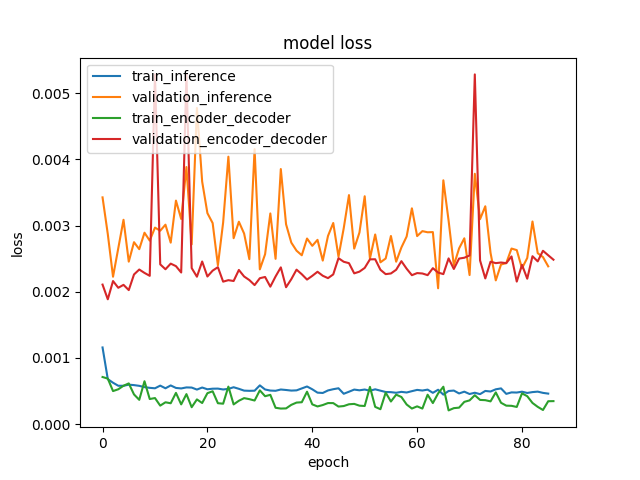 model loss
train_inference
validation_inference
train_encoder_decoder
validation_encoder_decoder
loss
0.005
0.004
0.003
0.002
0.001
0.000
0 20 40 60 80
epoch